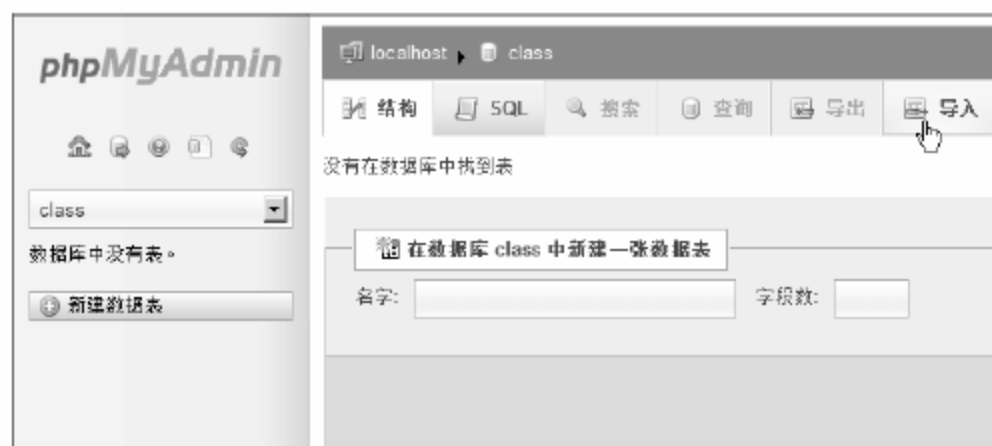 phpMyAdmin
class
数据库中没有表。
新建数据表
localhost class
结构 SQL 搜索 查询 导出 导入
没有在数据库中找到表
在数据库 class 中新建一张数据表
名字: 字段数: